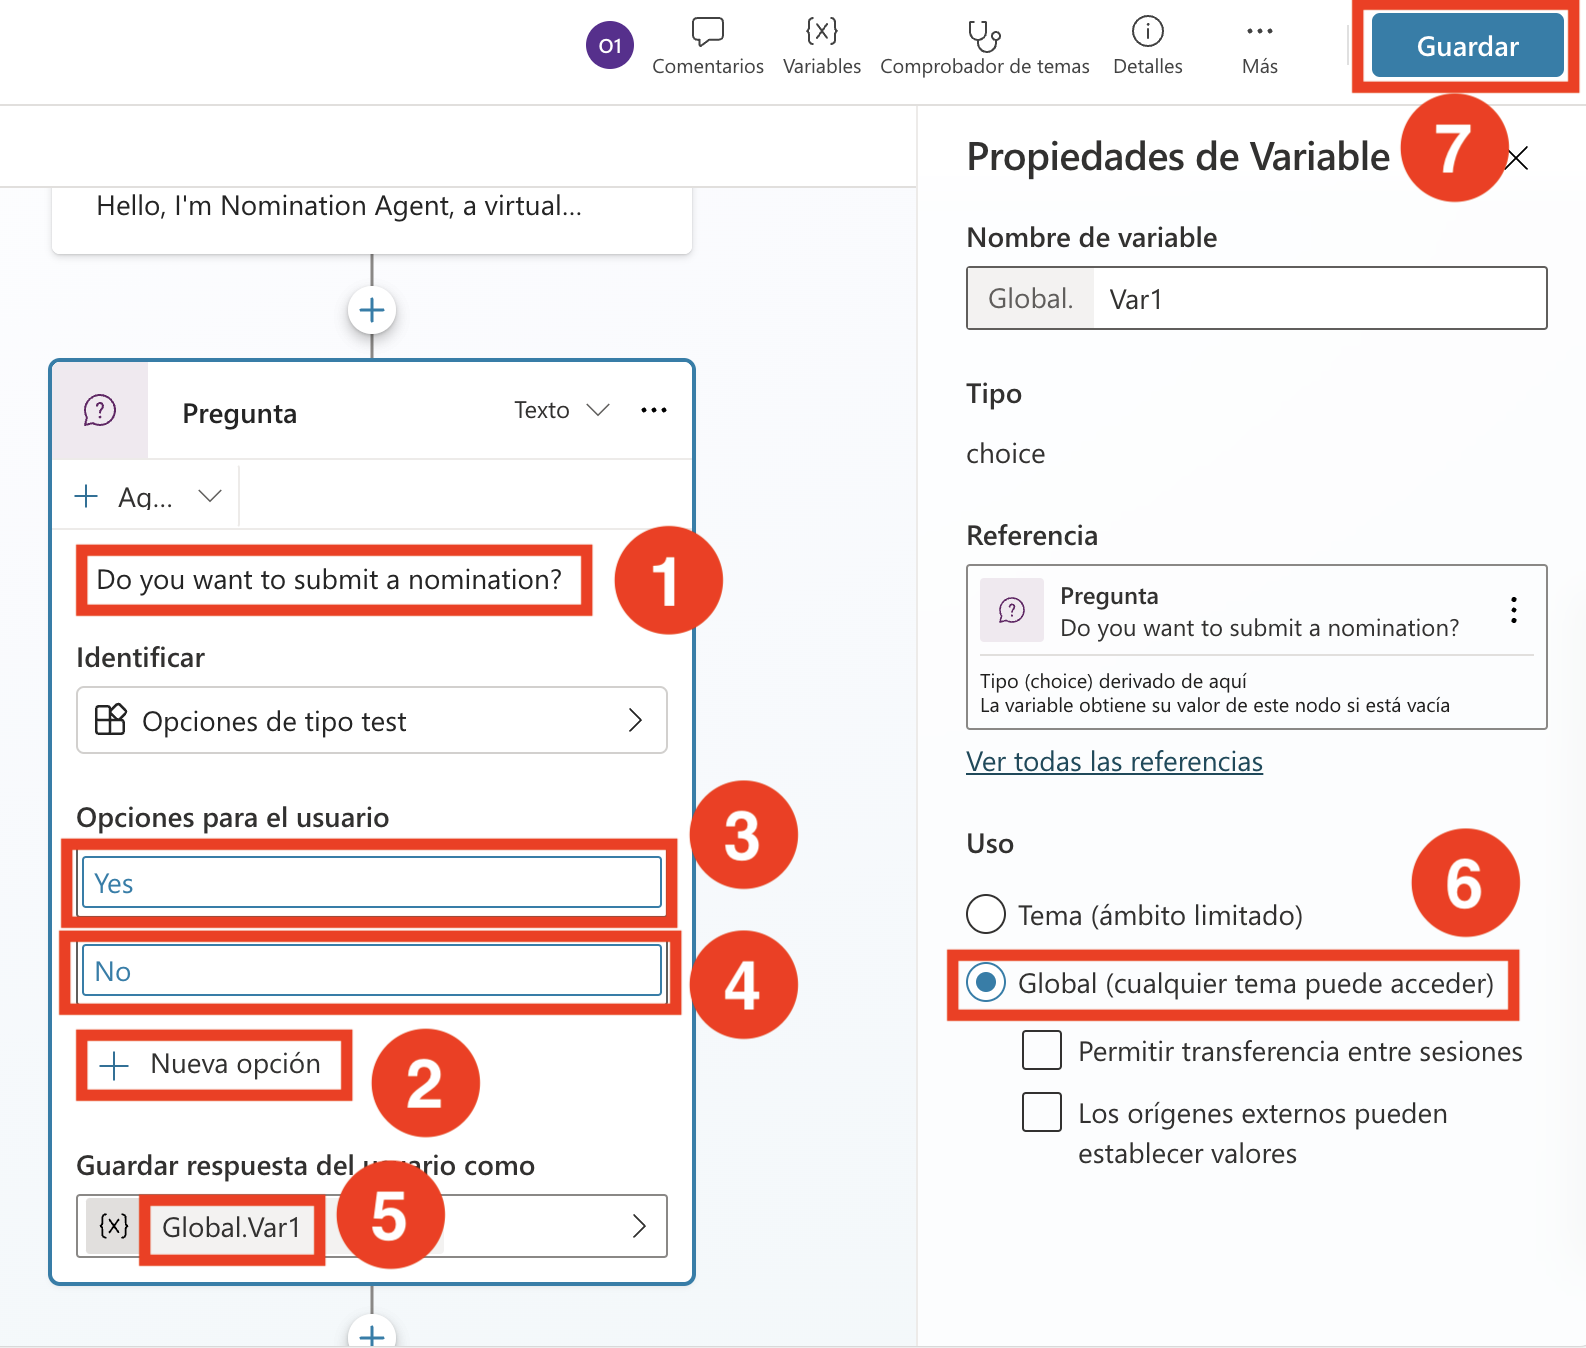 O1
Comentarios
Variables
Comprobador de temas
Detalles
Más
Guardar
7
Hello, I'm Nomination Agent, a virtual...
Pregunta
Texto
Ag...
Do you want to submit a nomination?
1
Identificar
Opciones de tipo test
Opciones para el usuario
3
Yes
No
4
Nueva opción
2
Guardar respuesta del usuario como
{x} Global.Var1
5
Propiedades de Variable
Nombre de variable
Global. Var1
Tipo
choice
Referencia
Pregunta
Do you want to submit a nomination?
Tipo (choice) derivado de aquí
La variable obtiene su valor de este nodo si está vacía
Ver todas las referencias
Uso
6
Tema (ámbito limitado)
Global (cualquier tema puede acceder)
Permitir transferencia entre sesiones
Los orígenes externos pueden
establecer valores